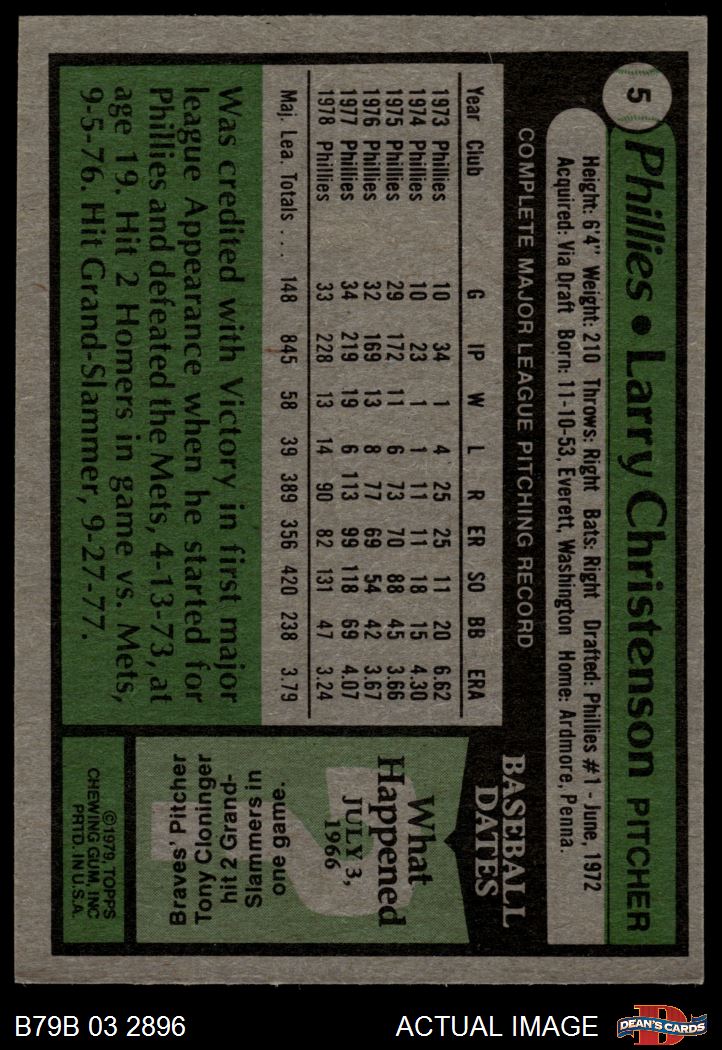 5 Phillies • Larry Christenson PITCHER
Height: 6'4" Weight: 210 Throws: Right Bats: Right Drafted: Phillies #1 - June, 1972
Acquired: Via Draft Born: 11-10-53, Everett, Washington Home: Ardmore, Penna.
COMPLETE MAJOR LEAGUE PITCHING RECORD
Year Club G IP W L R ER SO BB ERA
1973 Phillies 10 34 1 4 25 25 11 20 6.62
1974 Phillies 10 23 1 1 11 11 18 15 4.30
1975 Phillies 29 172 11 6 73 70 88 45 3.66
1976 Phillies 32 169 13 8 77 69 54 42 3.67
1977 Phillies 34 219 19 6 113 99 118 69 4.07
1978 Phillies 33 228 13 14 90 82 131 47 3.24
Maj. Lea. Totals . . . 148 845 58 39 389 356 420 238 3.79
Was credited with Victory in first major
league Appearance when he started for
Phillies and defeated the Mets, 4-13-73, at
age 19. Hit 2 Homers in game vs. Mets,
9-5-76. Hit Grand-Slammer, 9-27-77.
BASEBALL
DATES
What
Happened
JULY 3,
1966
Braves' Pitcher
Tony Cloninger
hit 2 Grand-
Slammers in
one game.
©1979, TOPPS
CHEWING GUM, INC
PRTD. IN U.S.A.
B79B 03 2896 ACTUAL IMAGE
D
DEAN'S CARDS